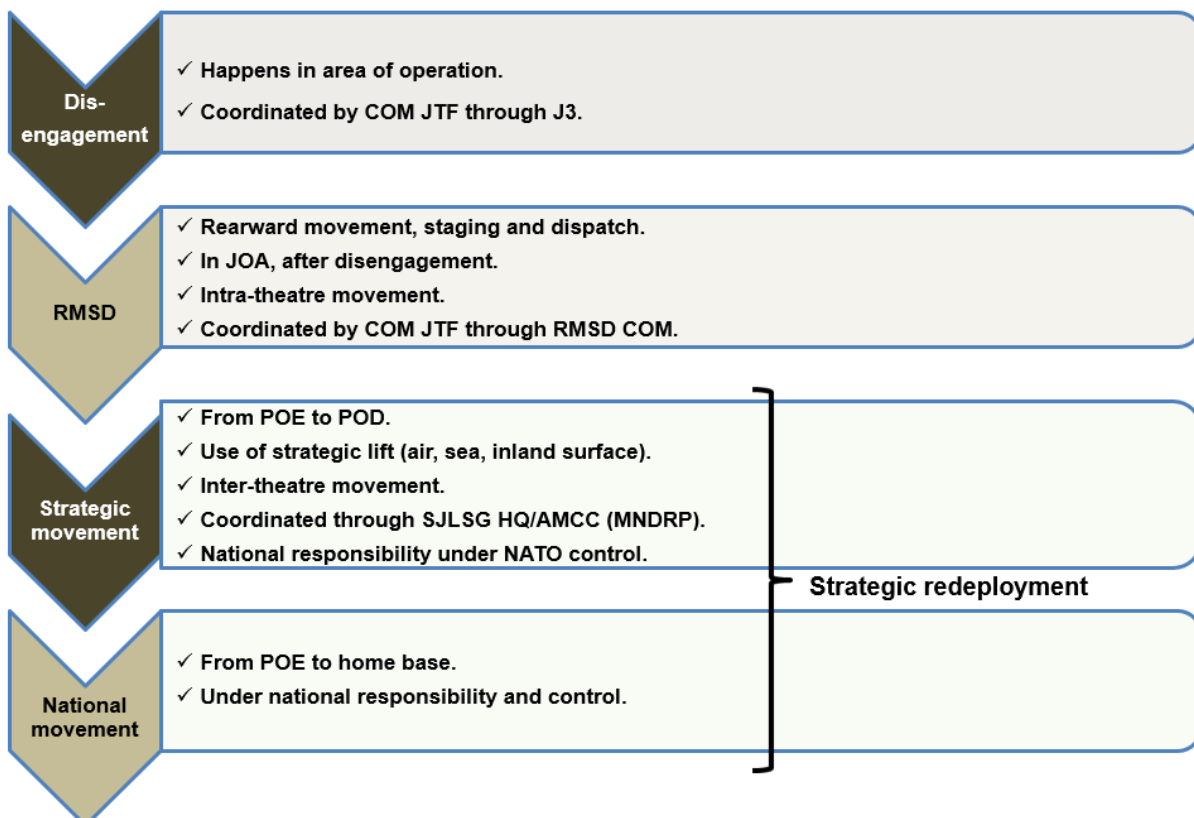 Dis-
engagement
✓ Happens in area of operation.
✓ Coordinated by COM JTF through J3.
RMSD
✓ Rearward movement, staging and dispatch.
✓ In JOA, after disengagement.
✓ Intra-theatre movement.
✓ Coordinated by COM JTF through RMSD COM.
Strategic
movement
✓ From POE to POD.
✓ Use of strategic lift (air, sea, inland surface).
✓ Inter-theatre movement.
✓ Coordinated through SJLSG HQ/AMCC (MNDRP).
✓ National responsibility under NATO control.
Strategic redeployment
National
movement
✓ From POE to home base.
✓ Under national responsibility and control.